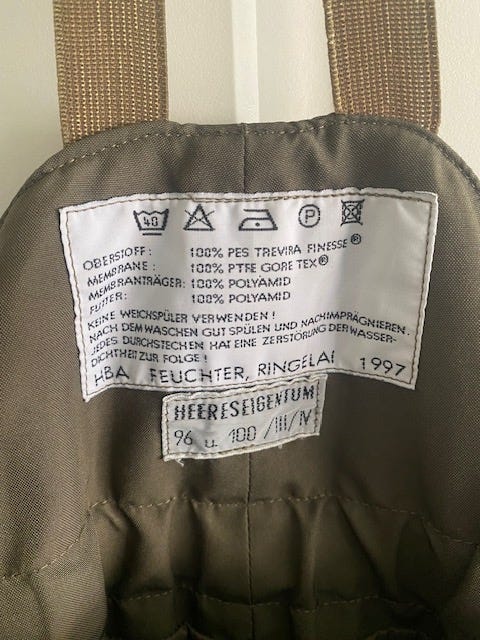 40 P
OBERSTOFF: 100% PES TREVIRA FINESSE®
MEMBRANE: 100% PTFE GORE TEX®
MEMBRANTRÄGER: 100% POLYAMID
FUTTER: 100% POLYAMID
KEINE WEICHSPÜLER VERWENDEN!
NACH DEM WASCHEN GUT SPÜLEN UND NACHIMPRÄGNIEREN.
JEDES DURCHSTECHEN HAT EINE ZERSTÖRUNG DER WASSER-
DICHTHEIT ZUR FOLGE!
HBA FEUCHTER, RINGELAI 1997
HEERESEIGENTUM
96 u. 100 /III/IV